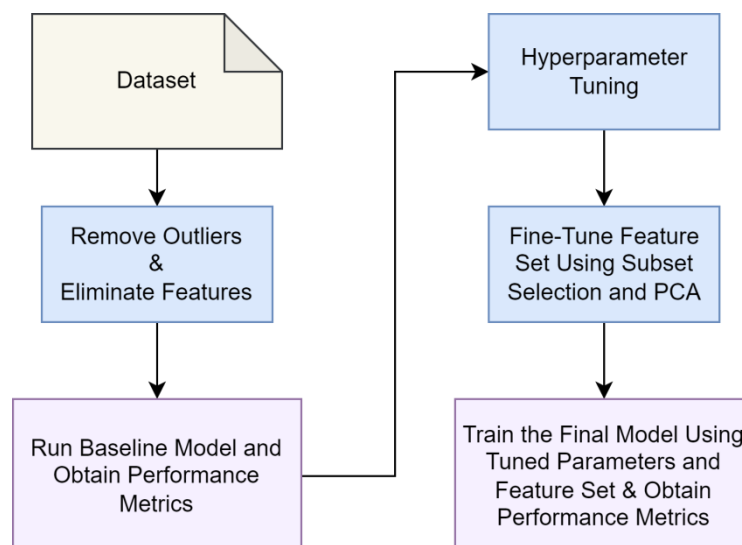 Dataset
Remove Outliers
&
Eliminate Features
Run Baseline Model and
Obtain Performance
Metrics
Hyperparameter
Tuning
Fine-Tune Feature
Set Using Subset
Selection and PCA
Train the Final Model Using
Tuned Parameters and
Feature Set & Obtain
Performance Metrics